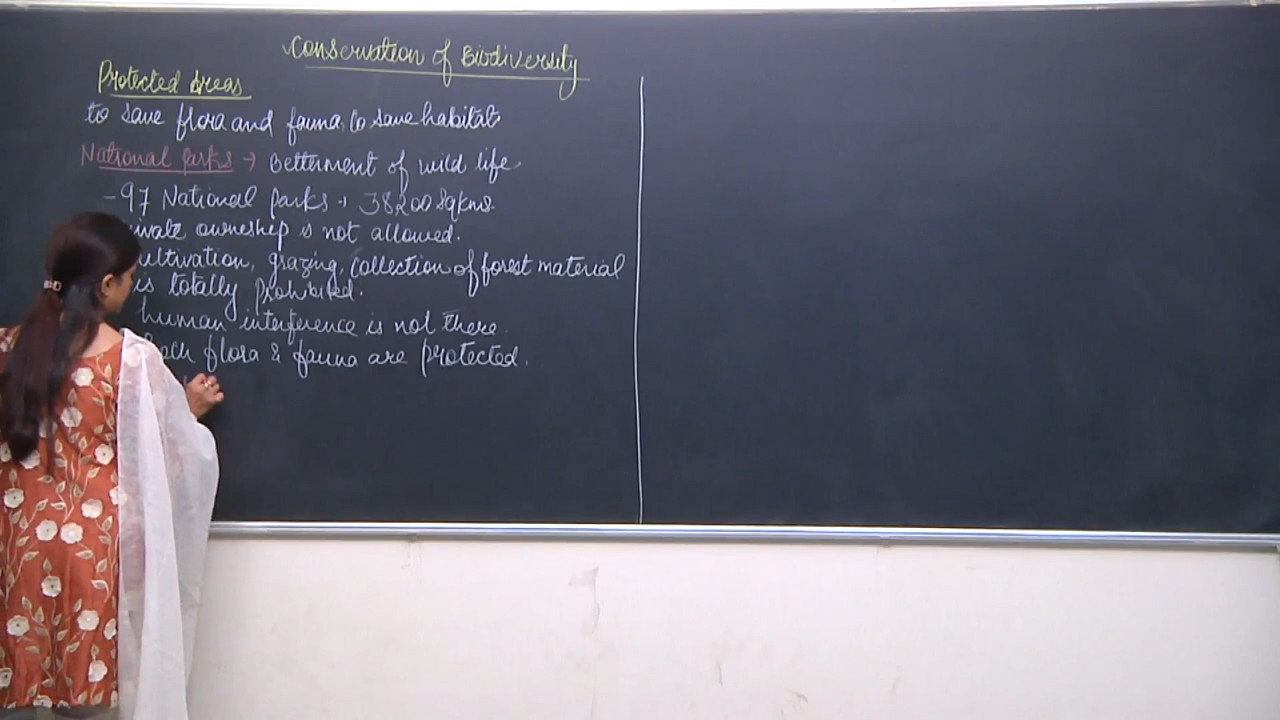 Conservation of Biodiversity
Protected Areas
to save flora and fauna, to save habitat
National Parks → Betterment of wild life.
- 97 National Parks → 38200 Sqkms.
ownership is not allowed.
grazing, collection of forest material
is totally prohibited.
human interference is not there.
flora & fauna are protected.